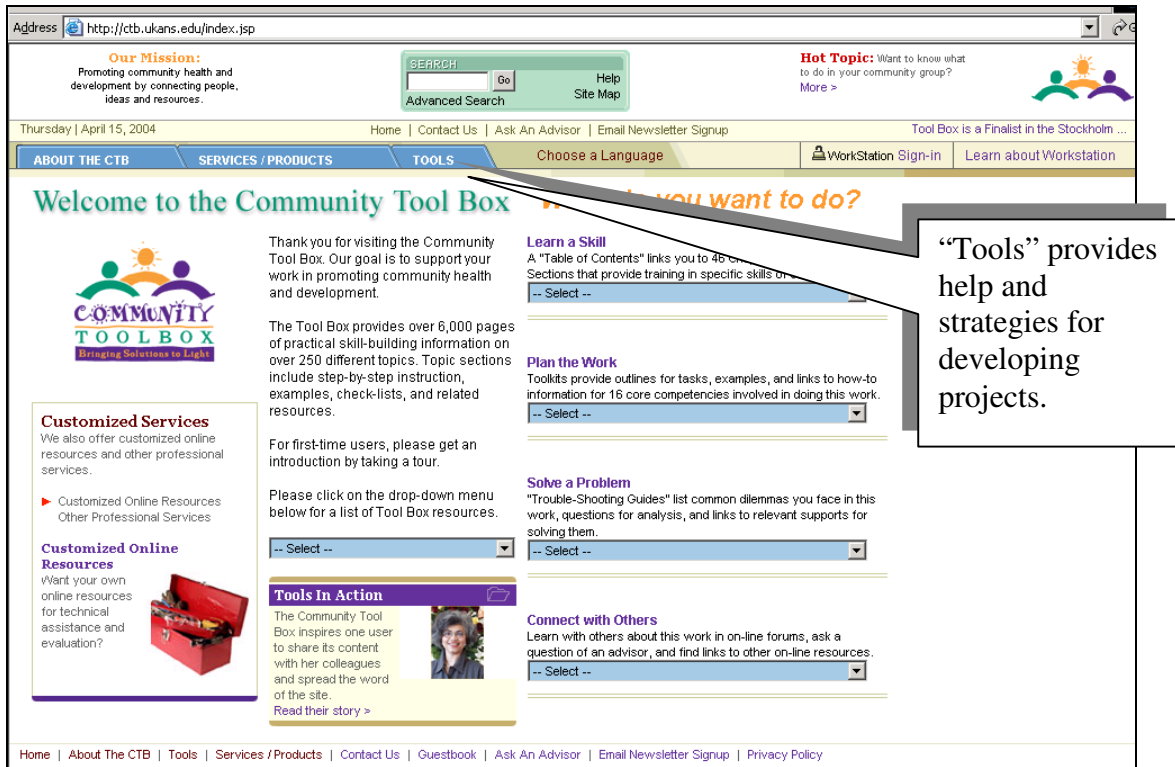 Address http://ctb.ukans.edu/index.jsp
Our Mission:
Promoting community health and
development by connecting people,
ideas and resources.
SEARCH
Go
Advanced Search
Help
Site Map
Hot Topic: Want to know what
to do in your community group?
More >
Thursday | April 15, 2004
Home | Contact Us | Ask An Advisor | Email Newsletter Signup
Tool Box is a Finalist in the Stockholm ...
ABOUT THE CTB SERVICES / PRODUCTS TOOLS Choose a Language WorkStation Sign-in Learn about Workstation
Welcome to the Community Tool Box
you want to do?
COMMUNITY
TOOLBOX
Bringing Solutions to Light
Customized Services
We also offer customized online
resources and other professional
services.
Customized Online Resources
Other Professional Services
Customized Online
Resources
Want your own
online resources
for technical
assistance and
evaluation?
Thank you for visiting the Community
Tool Box. Our goal is to support your
work in promoting community health
and development.
The Tool Box provides over 6,000 pages
of practical skill-building information on
over 250 different topics. Topic sections
include step-by-step instruction,
examples, check-lists, and related
resources.
For first-time users, please get an
introduction by taking a tour.
Please click on the drop-down menu
below for a list of Tool Box resources.
-- Select --
Tools In Action
The Community Tool
Box inspires one user
to share its content
with her colleagues
and spread the word
of the site.
Read their story >
Learn a Skill
A "Table of Contents" links you to 46
Sections that provide training in specific skills
-- Select --
Plan the Work
Toolkits provide outlines for tasks, examples, and links to how-to
information for 16 core competencies involved in doing this work.
-- Select --
Solve a Problem
"Trouble-Shooting Guides" list common dilemmas you face in this
work, questions for analysis, and links to relevant supports for
solving them.
-- Select --
Connect with Others
Learn with others about this work in on-line forums, ask a
question of an advisor, and find links to other on-line resources.
-- Select --
“Tools” provides
help and
strategies for
developing
projects.
Home | About The CTB | Tools | Services / Products | Contact Us | Guestbook | Ask An Advisor | Email Newsletter Signup | Privacy Policy